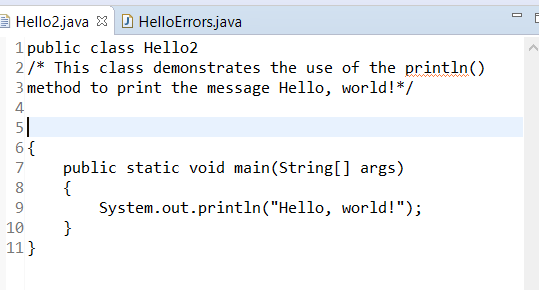 Hello2.java HelloErrors.java
1 public class Hello2
2 /* This class demonstrates the use of the println()
3 method to print the message Hello, world!*/
4
5
6 {
7     public static void main(String[] args)
8     {
9         System.out.println("Hello, world!");
10     }
11 }